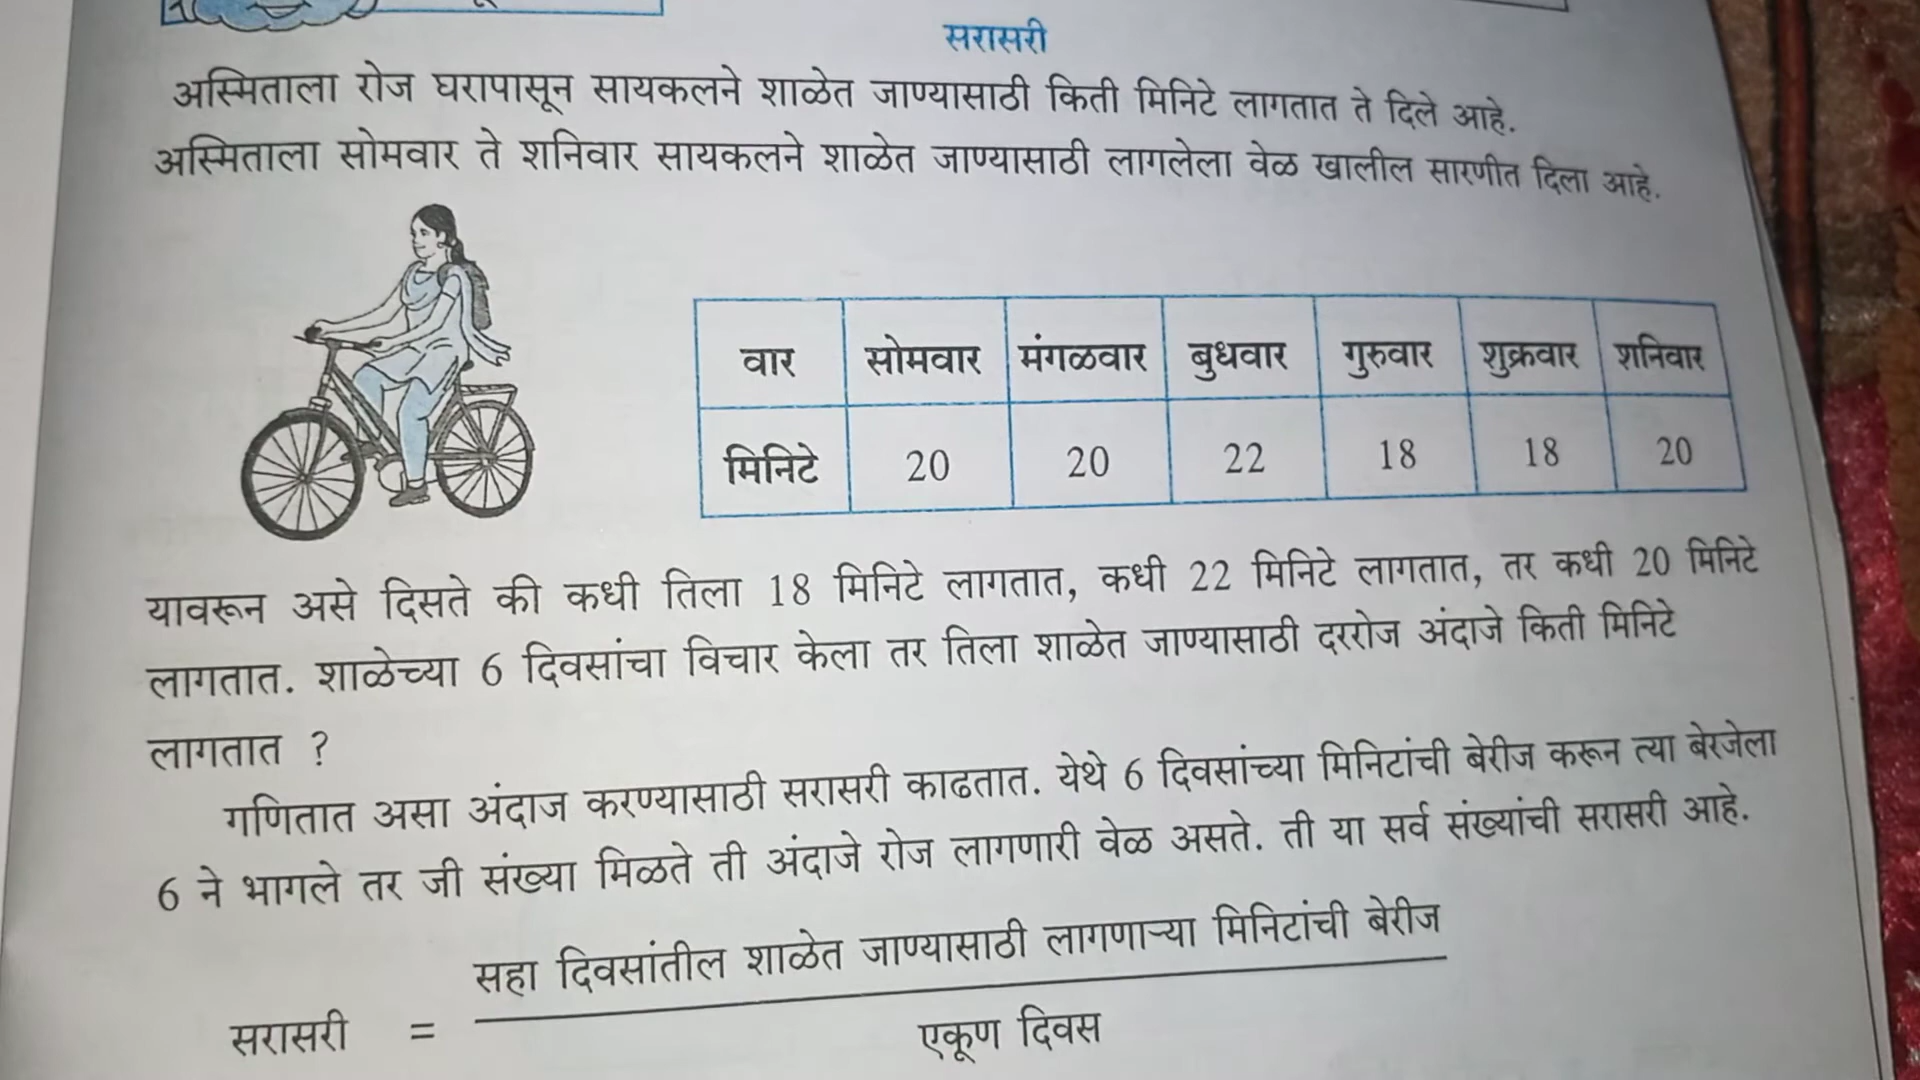 सरासरी
अस्मिताला रोज घरापासून सायकलने शाळेत जाण्यासाठी किती मिनिटे लागतात ते दिले आहे.
अस्मिताला सोमवार ते शनिवार सायकलने शाळेत जाण्यासाठी लागलेला वेळ खालील सारणीत दिला आहे.
वार सोमवार मंगळवार बुधवार गुरुवार शुक्रवार शनिवार
मिनिटे 20 20 22 18 18 20
यावरून असे दिसते की कधी तिला 18 मिनिटे लागतात, कधी 22 मिनिटे लागतात, तर कधी 20 मिनिटे
लागतात. शाळेच्या 6 दिवसांचा विचार केला तर तिला शाळेत जाण्यासाठी दररोज अंदाजे किती मिनिटे
लागतात ?
गणितात असा अंदाज करण्यासाठी सरासरी काढतात. येथे 6 दिवसांच्या मिनिटांची बेरीज करून त्या बेरजेला
6 ने भागले तर जी संख्या मिळते ती अंदाजे रोज लागणारी वेळ असते. ती या सर्व संख्यांची सरासरी आहे.
सहा दिवसांतील शाळेत जाण्यासाठी लागणाऱ्या मिनिटांची बेरीज
सरासरी =
एकूण दिवस